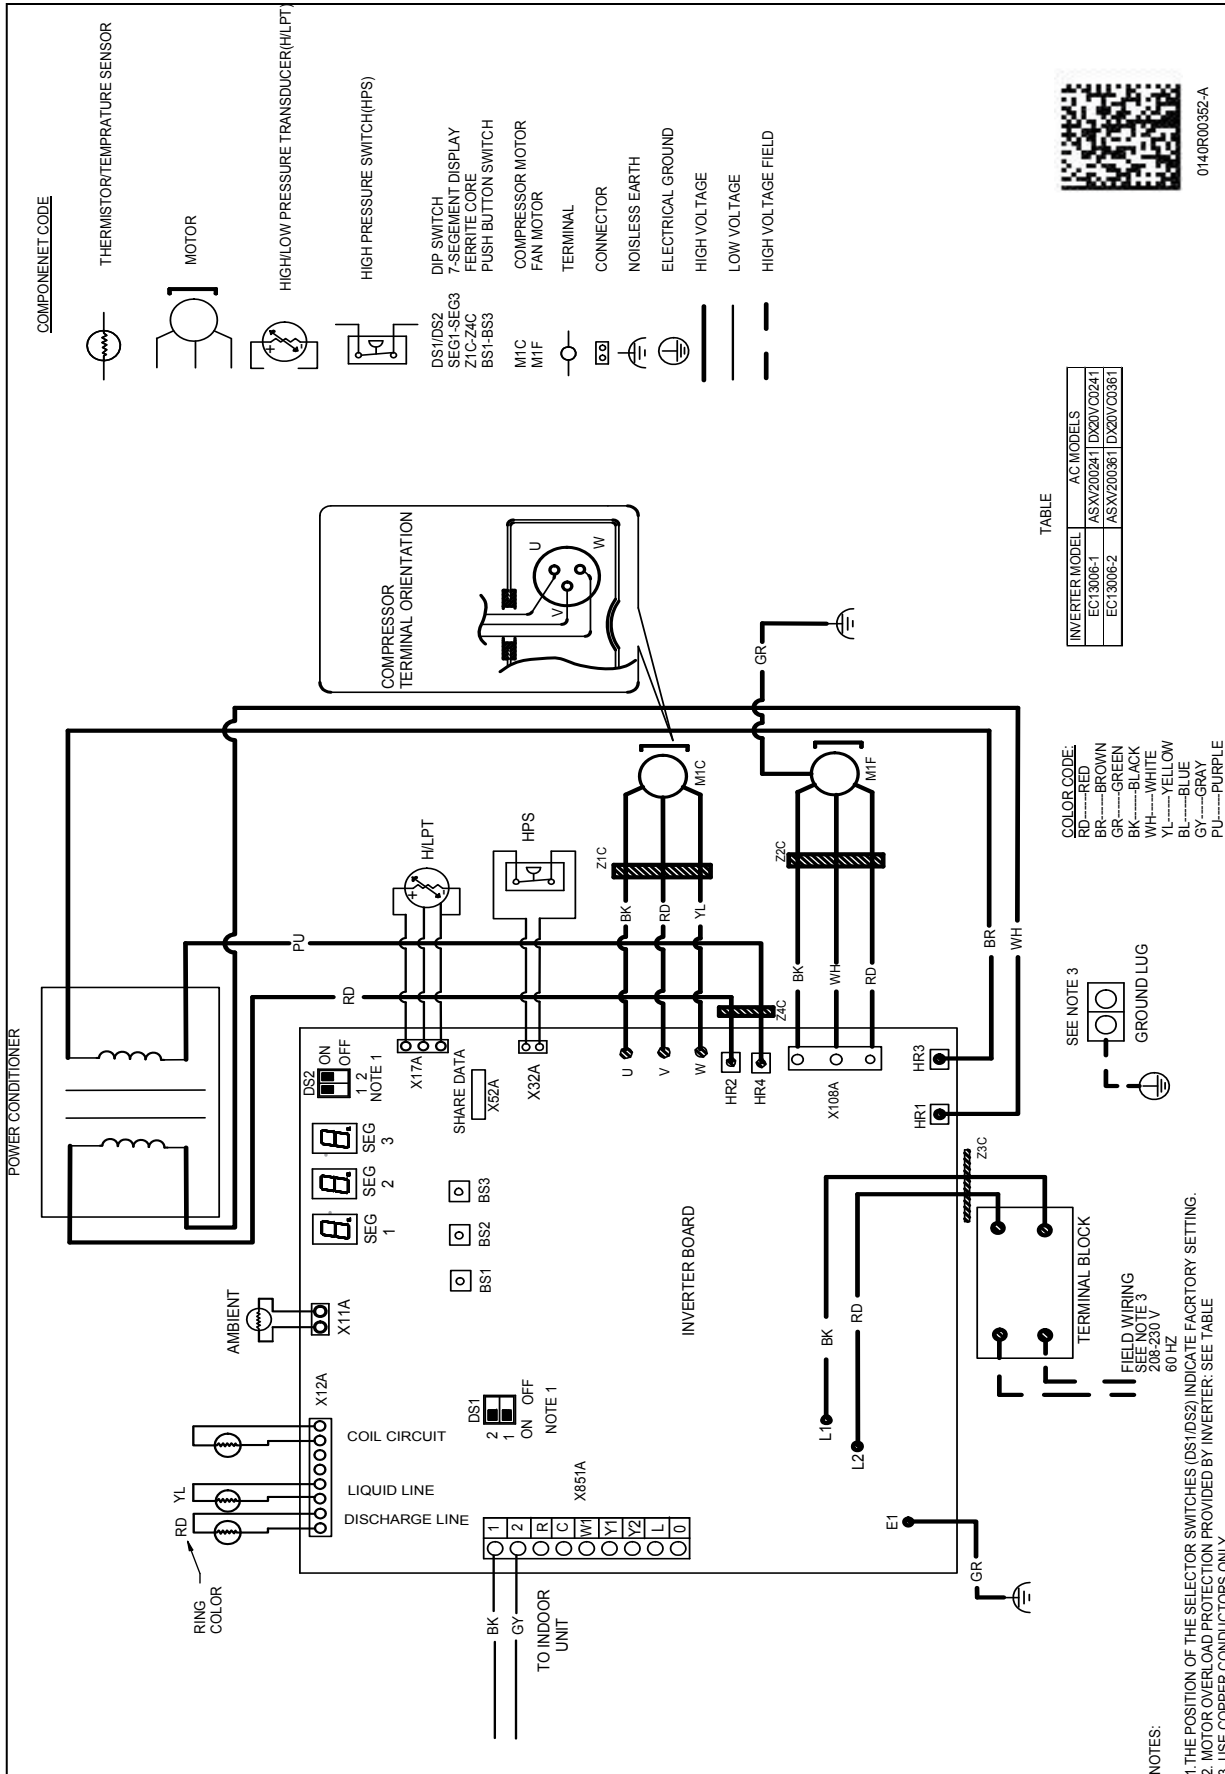 COMPONENET CODE
THERMISTOR/TEMPRATURE SENSOR
MOTOR
HIGH/LOW PRESSURE TRANSDUCER(H/LPT)
HIGH PRESSURE SWITCH(HPS)
DS1/DS2 DIP SWITCH
SEG1-SEG3 7-SEGEMENT DISPLAY
Z1C-Z4C FERRITE CORE
BS1-BS3 PUSH BUTTON SWITCH
M1C COMPRESSOR MOTOR
M1F FAN MOTOR
TERMINAL
CONNECTOR
NOISLESS EARTH
ELECTRICAL GROUND
HIGH VOLTAGE
LOW VOLTAGE
HIGH VOLTAGE FIELD
0140R00352-A
COMPRESSOR
TERMINAL ORIENTATION
U
V
W
TABLE
INVERTER MODEL AC MODELS
EC13006-1 ASXV200241 DX20VC0241
EC13006-2 ASXV200361 DX20VC0361
COLOR CODE:
RD------RED
BR------BROWN
GR------GREEN
BK------BLACK
WH-----WHITE
YL------YELLOW
BL------BLUE
GY-----GRAY
PU-----PURPLE
POWER CONDITIONER
PU
RD
H/LPT
HPS
Z1C
M1C
BK
RD
YL
GR
Z2C
M1F
BK
WH
RD
BR
WH
Z4C
DS2
ON
OFF
1 2
NOTE 1
X17A
SHARE DATA
X52A
X32A
U
V
W
HR2
HR4
X108A
HR3
HR1
SEG
1
SEG
2
SEG
3
BS1
BS2
BS3
AMBIENT
X11A
X12A
RING
COLOR
RD
YL
COIL CIRCUIT
LIQUID LINE
DISCHARGE LINE
DS1
2
1
ON OFF
NOTE 1
X851A
1
2
R
C
W1
Y1
Y2
L
0
BK
GY
TO INDOOR
UNIT
INVERTER BOARD
BK
RD
L1
L2
E1
GR
Z3C
TERMINAL BLOCK
FIELD WIRING
SEE NOTE 3
208-230 V
60 HZ
SEE NOTE 3
GROUND LUG
NOTES:
1.THE POSITION OF THE SELECTOR SWITCHES (DS1/DS2) INDICATE FACRTORY SETTING.
2. MOTOR OVERLOAD PROTECTION PROVIDED BY INVERTER: SEE TABLE
3. USE COPPER CONDUCTORS ONLY